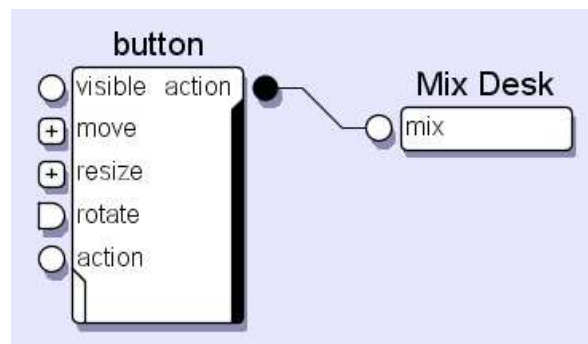 button
visible action
move
resize
rotate
action
Mix Desk
mix